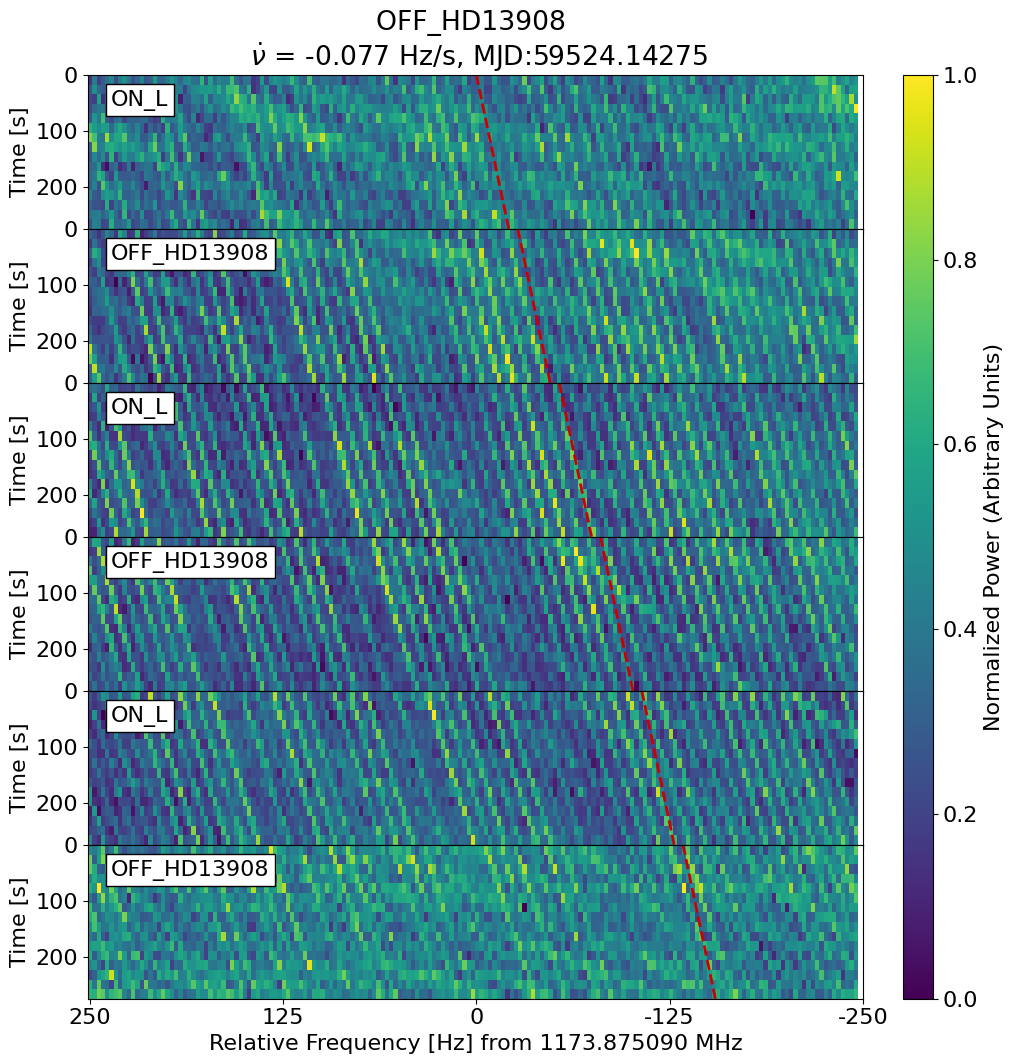 OFF_HD13908
ν̇ = -0.077 Hz/s, MJD:59524.14275
0
100
200
Time [s]
ON_L
0
100
200
Time [s]
OFF_HD13908
0
100
200
Time [s]
ON_L
0
100
200
Time [s]
OFF_HD13908
0
100
200
Time [s]
ON_L
0
100
200
Time [s]
OFF_HD13908
250 125 0 -125 -250
Relative Frequency [Hz] from 1173.875090 MHz
1.0
0.8
0.6
0.4
0.2
0.0
Normalized Power (Arbitrary Units)